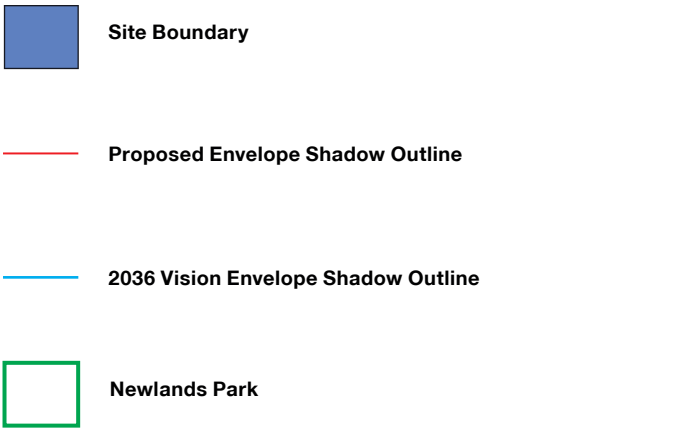 Site Boundary
Proposed Envelope Shadow Outline
2036 Vision Envelope Shadow Outline
Newlands Park